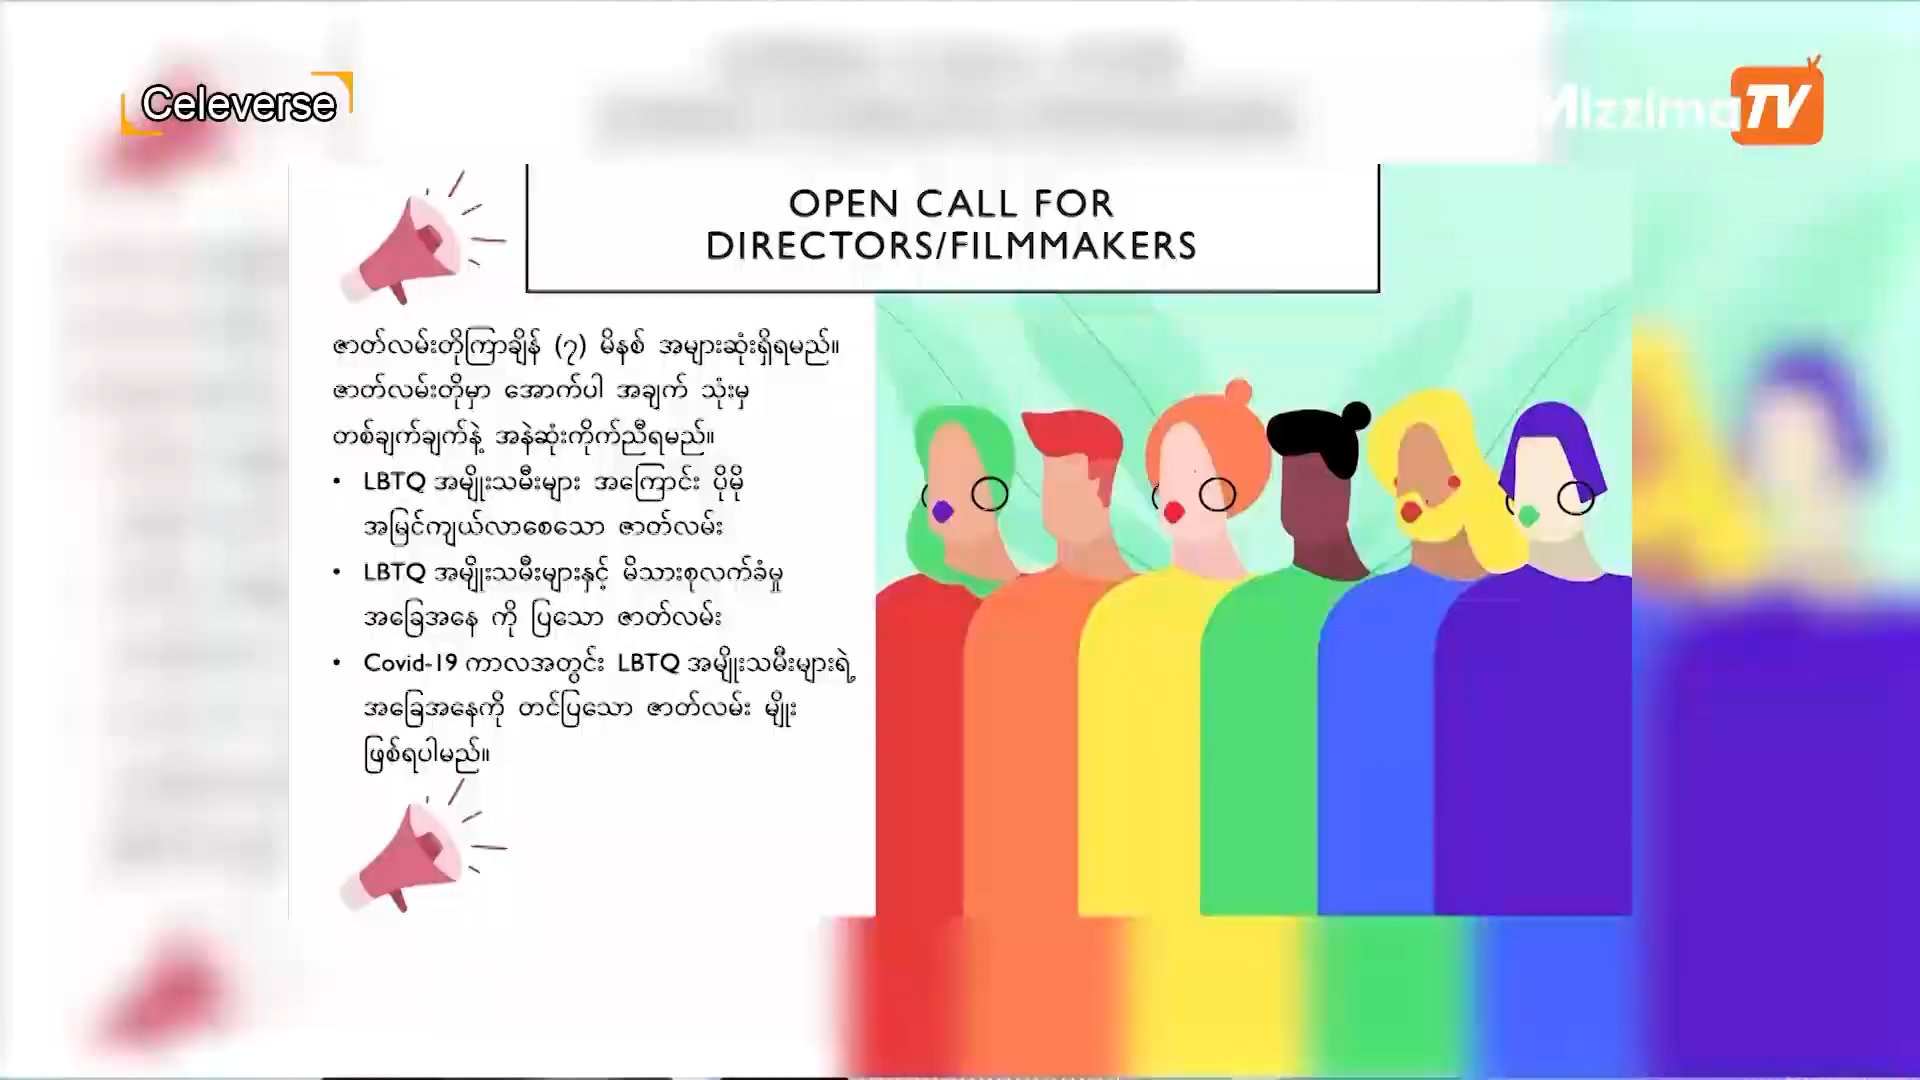 Celeverse
Mizzima TV
OPEN CALL FOR
DIRECTORS/FILMMAKERS
ဇာတ်လမ်းတိုကြာချိန် (၇) မိနစ် အများဆုံးရှိရမည်။
ဇာတ်လမ်းတိုမှာ အောက်ပါ အချက် သုံးမှ
တစ်ချက်ချက်နဲ့ အနဲဆုံးကိုက်ညီရမည်။
• LBTQ အမျိုးသမီးများ အကြောင်း ပိုမို
အမြင်ကျယ်လာစေသော ဇာတ်လမ်း
• LBTQ အမျိုးသမီးများနှင့် မိသားစုလက်ခံမှု
အခြေအနေ ကို ပြသော ဇာတ်လမ်း
• Covid-19 ကာလအတွင်း LBTQ အမျိုးသမီးများရဲ့
အခြေအနေကို တင်ပြသော ဇာတ်လမ်း မျိုး
ဖြစ်ရပါမည်။